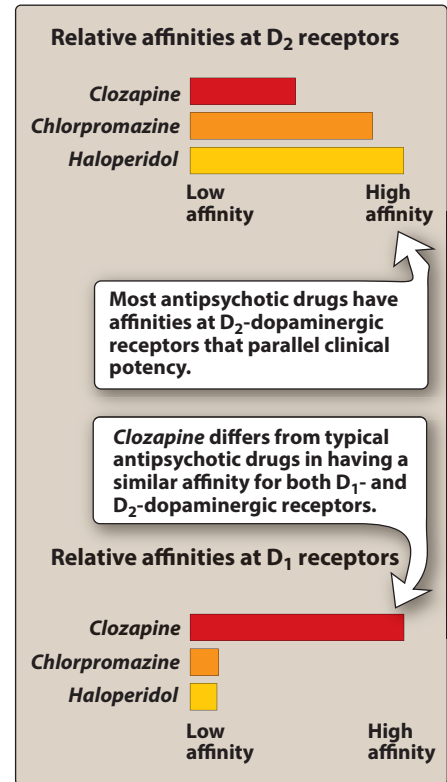 Relative affinities at D2 receptors
Clozapine
Chlorpromazine
Haloperidol
Low affinity
High affinity
Most antipsychotic drugs have
affinities at D2-dopaminergic
receptors that parallel clinical
potency.
Clozapine differs from typical
antipsychotic drugs in having a
similar affinity for both D1- and
D2-dopaminergic receptors.
Relative affinities at D1 receptors
Clozapine
Chlorpromazine
Haloperidol
Low affinity
High affinity